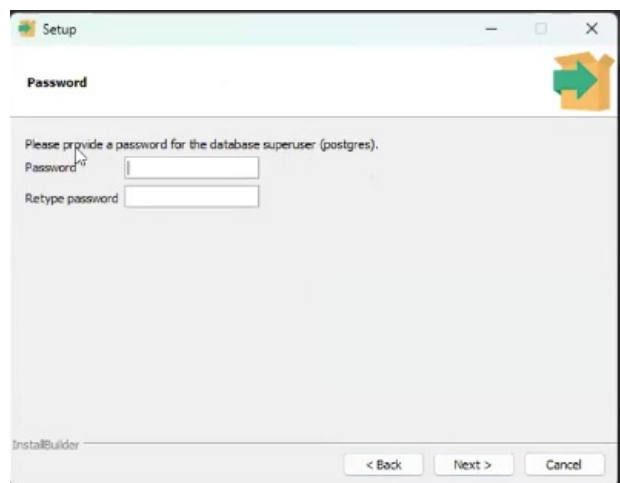 Setup
Password
Please provide a password for the database superuser (postgres).
Password
Retype password
InstallBuilder
< Back
Next >
Cancel